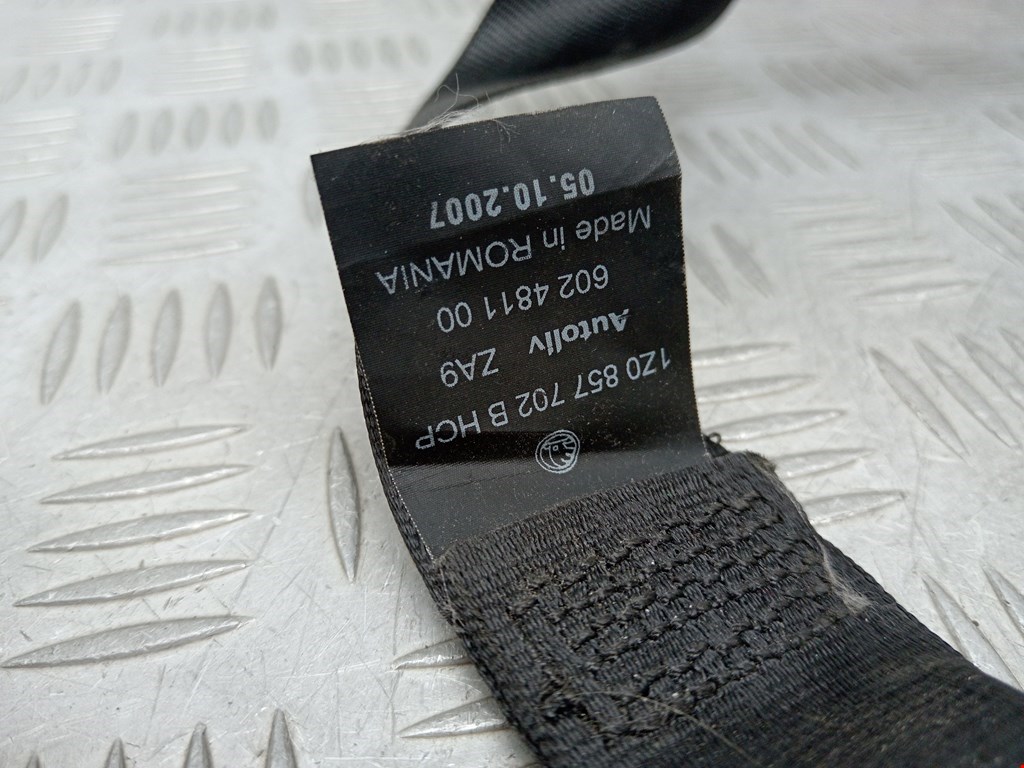 1Z0 857 702 B HCP
Autoliv ZA9
602 4811 00
Made in ROMANIA
05.10.2007